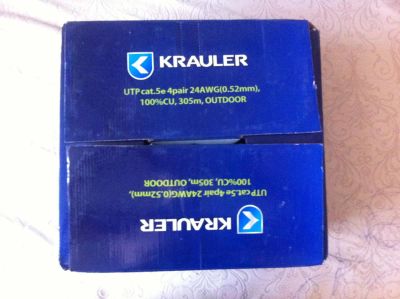 KRAULER
UTP cat.5e 4pair 24AWG(0.52mm),
100%CU, 305m, OUTDOOR
UTP cat.5e 4pair 24AWG(0.52mm),
100%CU, 305m, OUTDOOR
KRAULER